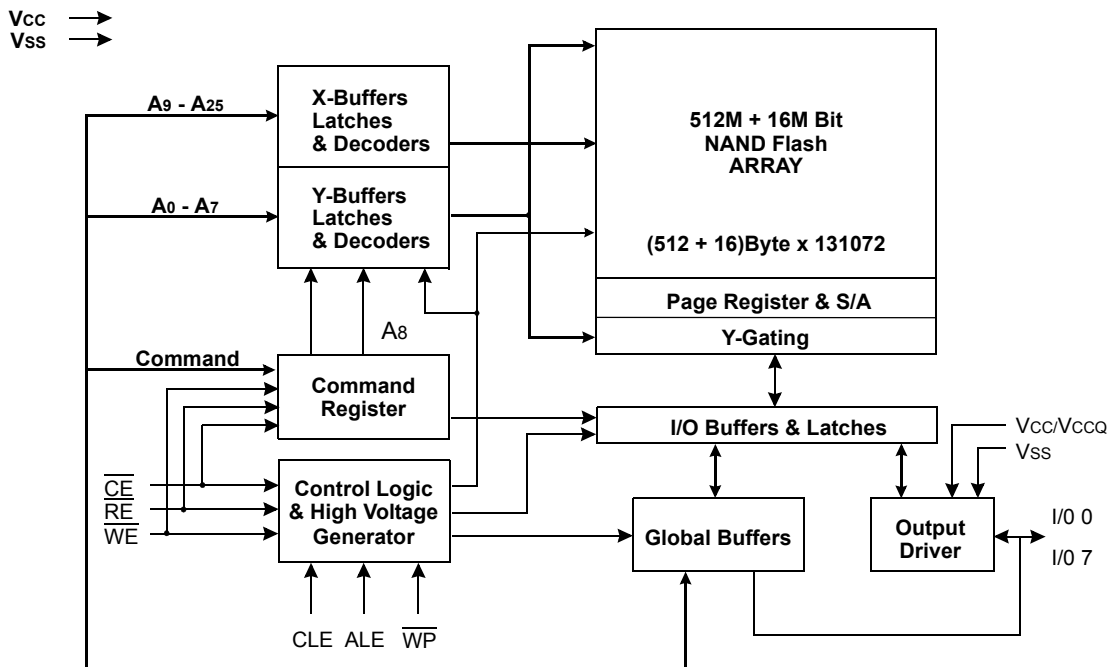 VCC
VSS
A9 - A25
X-Buffers
Latches
& Decoders
A0 - A7
Y-Buffers
Latches
& Decoders
512M + 16M Bit
NAND Flash
ARRAY
(512 + 16)Byte x 131072
Page Register & S/A
Y-Gating
A8
Command
Command
Register
I/O Buffers & Latches
VCC/VCCQ
VSS
CE
RE
WE
Control Logic
& High Voltage
Generator
Global Buffers
Output
Driver
I/0 0
I/0 7
CLE
ALE
WP